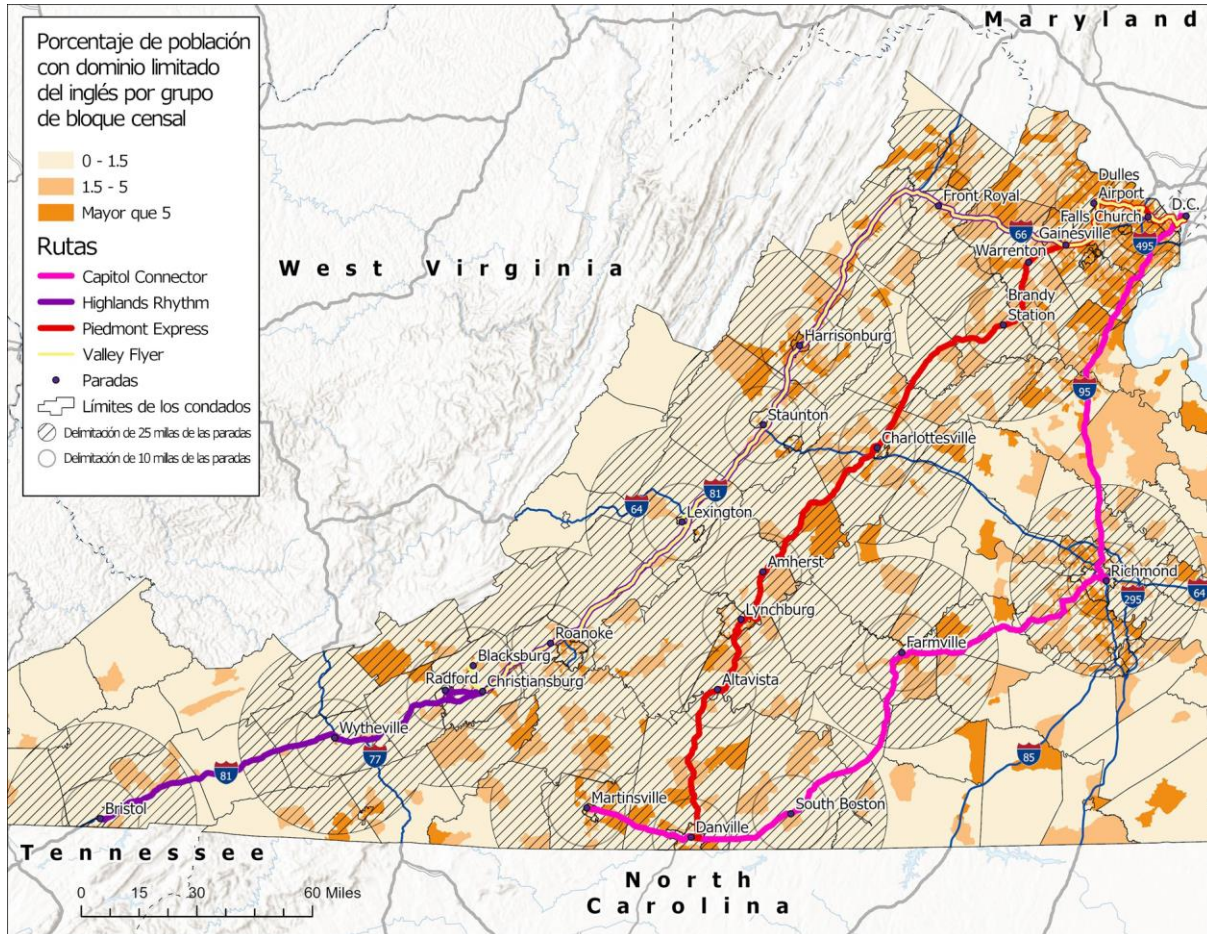 Maryland
Porcentaje de población
con dominio limitado
del inglés por grupo
de bloque censal
0 - 1.5
1.5 - 5
Mayor que 5
Rutas
Capitol Connector
Highlands Rhythm
Piedmont Express
Valley Flyer
Paradas
Límites de los condados
Delimitación de 25 millas de las paradas
Delimitación de 10 millas de las paradas
West Virginia
Dulles
Airport
D.C.
Front Royal
Falls Church
66
Gainesville
495
Warrenton
Brandy
Station
Harrisonburg
95
Staunton
Charlottesville
81
64
Lexington
Amherst
Richmond
295
64
Lynchburg
Roanoke
Farmville
Blacksburg
Radford
Christiansburg
Altavista
Wytheville
77
85
81
Martinsville
South Boston
Bristol
Danville
Tennessee
North
Carolina
0 15 30 60 Miles